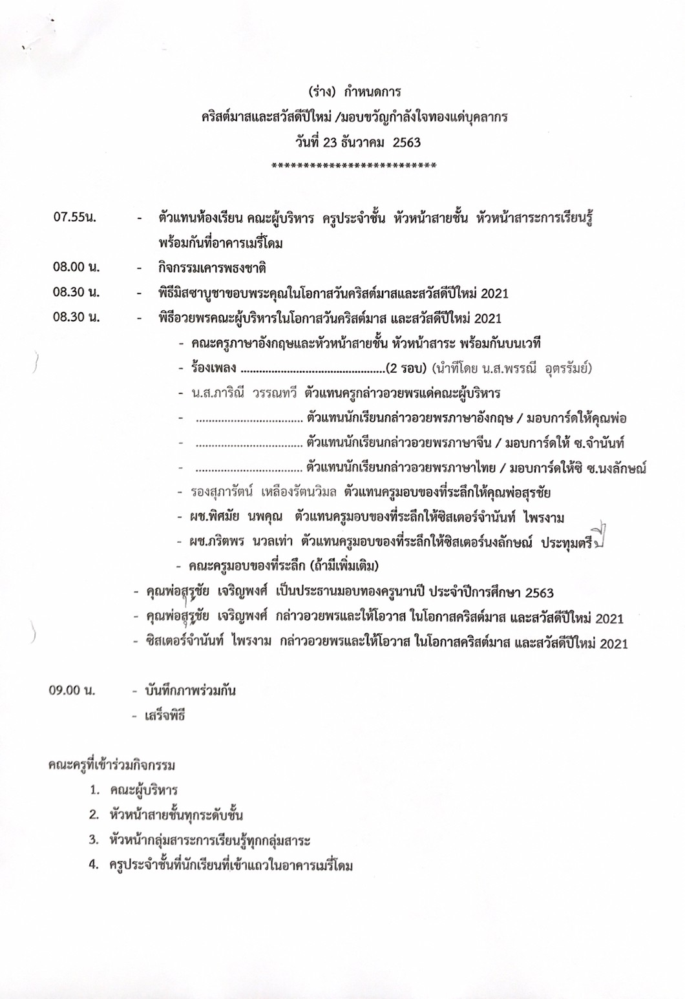 (ร่าง) กำหนดการ
คริสต์มาสและสวัสดีปีใหม่ /มอบขวัญกำลังใจทองแด่บุคลากร
วันที่ 23 ธันวาคม 2563
**************************
07.55น. - ตัวแทนห้องเรียน คณะผู้บริหาร ครูประจำชั้น หัวหน้าสายชั้น หัวหน้าสาระการเรียนรู้
พร้อมกันที่อาคารเมรี่โดม
08.00 น. - กิจกรรมเคารพธงชาติ
08.30 น. - พิธีมิสซาบูชาขอบพระคุณในโอกาสวันคริสต์มาสและสวัสดีปีใหม่ 2021
08.30 น. - พิธีอวยพรคณะผู้บริหารในโอกาสวันคริสต์มาส และสวัสดีปีใหม่ 2021
- คณะครูภาษาอังกฤษและหัวหน้าสายชั้น หัวหน้าสาระ พร้อมกันบนเวที
- ร้องเพลง .............................................(2 รอบ) (นำทีโดย น.ส.พรรณี อุตรรัมย์)
- น.ส.ภาริณี วรรณทวี ตัวแทนครูกล่าวอวยพรแด่คณะผู้บริหาร
- ................................. ตัวแทนนักเรียนกล่าวอวยพรภาษาอังกฤษ / มอบการ์ดให้คุณพ่อ
- ................................. ตัวแทนนักเรียนกล่าวอวยพรภาษาจีน / มอบการ์ดให้ ซ.จำนันท์
- ................................. ตัวแทนนักเรียนกล่าวอวยพรภาษาไทย / มอบการ์ดให้ซิ ซ.นงลักษณ์
- รองสุภารัตน์ เหลืองรัตนวิมล ตัวแทนครูมอบของที่ระลึกให้คุณพ่อสุรชัย
- ผช.พิศมัย นพคุณ ตัวแทนครูมอบของที่ระลึกให้ซิสเตอร์จำนันท์ ไพรงาม
- ผช.ภริตพร นวลเท่า ตัวแทนครูมอบของที่ระลึกให้ซิสเตอร์นงลักษณ์ ประทุมตรี ปี
- คณะครูมอบของที่ระลึก (ถ้ามีเพิ่มเติม)
- คุณพ่อสุรชัย เจริญพงศ์ เป็นประธานมอบทองครูนานปี ประจำปีการศึกษา 2563
- คุณพ่อสุรชัย เจริญพงศ์ กล่าวอวยพรและให้โอวาส ในโอกาสคริสต์มาส และสวัสดีปีใหม่ 2021
- ซิสเตอร์จำนันท์ ไพรงาม กล่าวอวยพรและให้โอวาส ในโอกาสคริสต์มาส และสวัสดีปีใหม่ 2021
09.00 น. - บันทึกภาพร่วมกัน
- เสร็จพิธี
คณะครูที่เข้าร่วมกิจกรรม
1. คณะผู้บริหาร
2. หัวหน้าสายชั้นทุกระดับชั้น
3. หัวหน้ากลุ่มสาระการเรียนรู้ทุกกลุ่มสาระ
4. ครูประจำชั้นที่นักเรียนที่เข้าแถวในอาคารเมรี่โดม